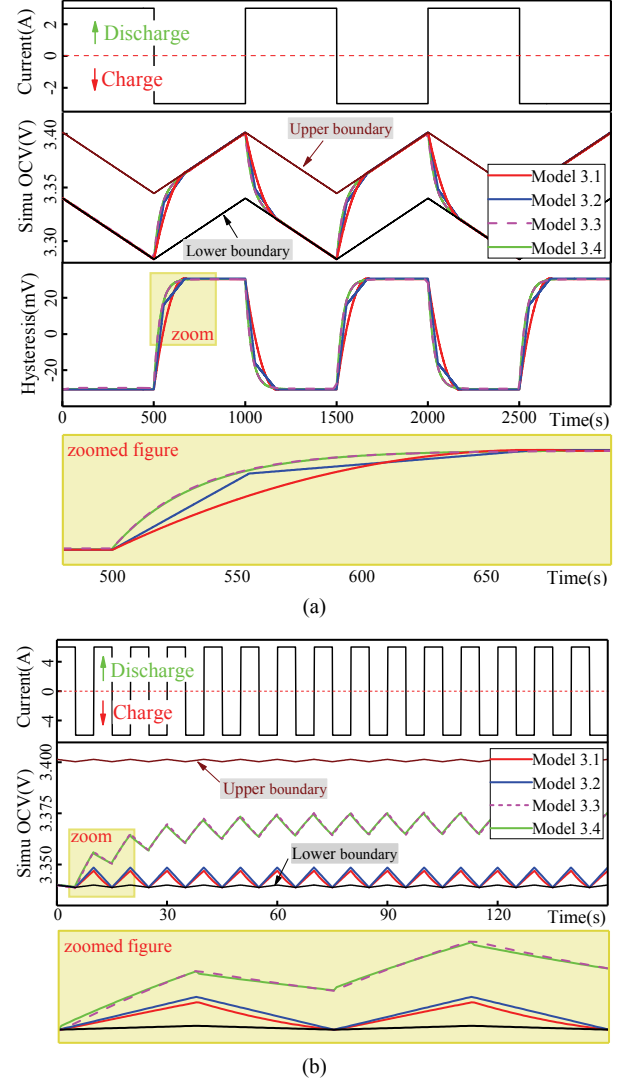 Current(A)
2
0
-2
Discharge
Charge
Simu OCV(V)
3.40
3.35
3.30
Upper boundary
Lower boundary
Model 3.1
Model 3.2
Model 3.3
Model 3.4
Hysteresis(mV)
20
0
-20
zoom
0 500 1000 1500 2000 2500 Time(s)
zoomed figure
500 550 600 650 Time(s)
(a)
Current(A)
4
0
4
Discharge
Charge
Simu OCV(V)
3.400
3.375
3.350
Upper boundary
Lower boundary
zoom
Model 3.1
Model 3.2
Model 3.3
Model 3.4
0 30 60 90 120 Time(s)
zoomed figure
(b)